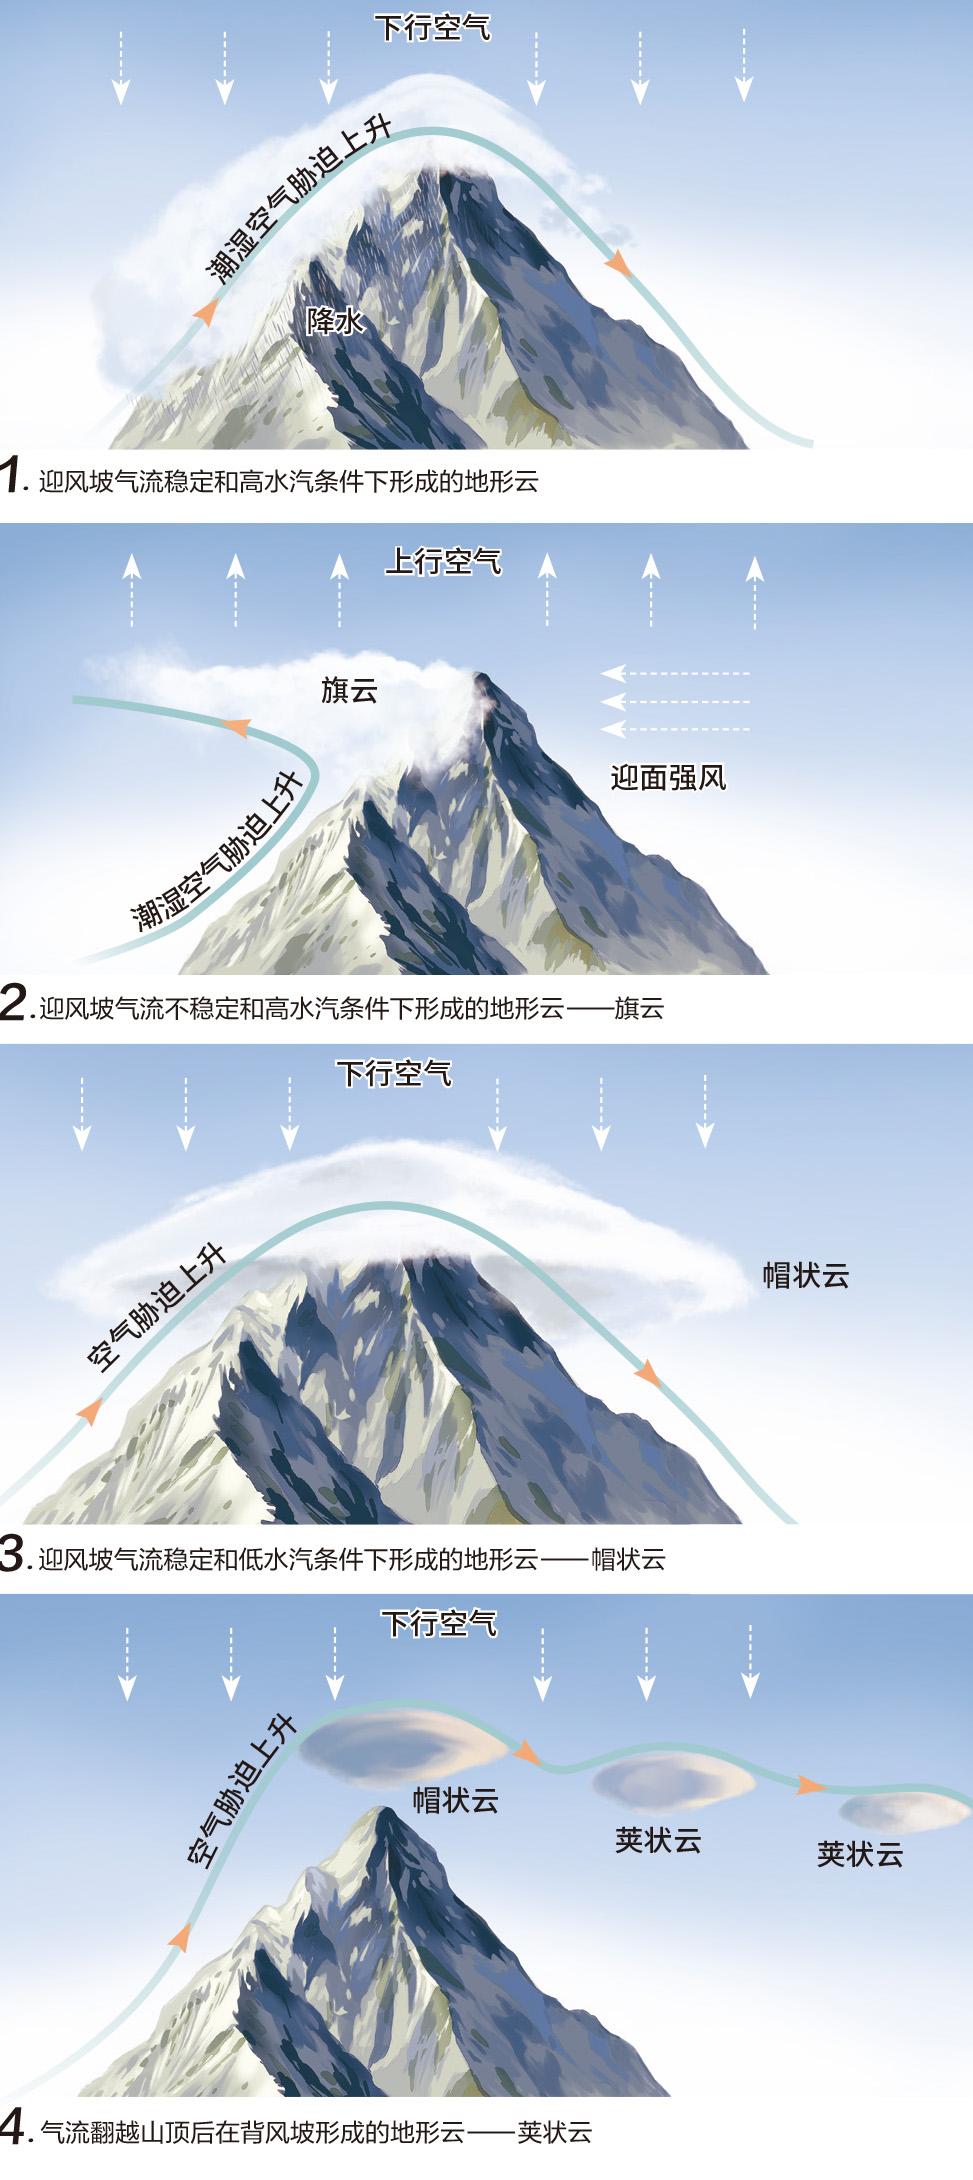 下行空气
潮湿空气胁迫上升
降水
1. 迎风坡气流稳定和高水汽条件下形成的地形云
上行空气
旗云
迎面强风
潮湿空气胁迫上升
2. 迎风坡气流不稳定和高水汽条件下形成的地形云——旗云
下行空气
空气胁迫上升
帽状云
3. 迎风坡气流稳定和低水汽条件下形成的地形云——帽状云
下行空气
空气胁迫上升
帽状云
荚状云
荚状云
4. 气流翻越山顶后在背风坡形成的地形云——荚状云